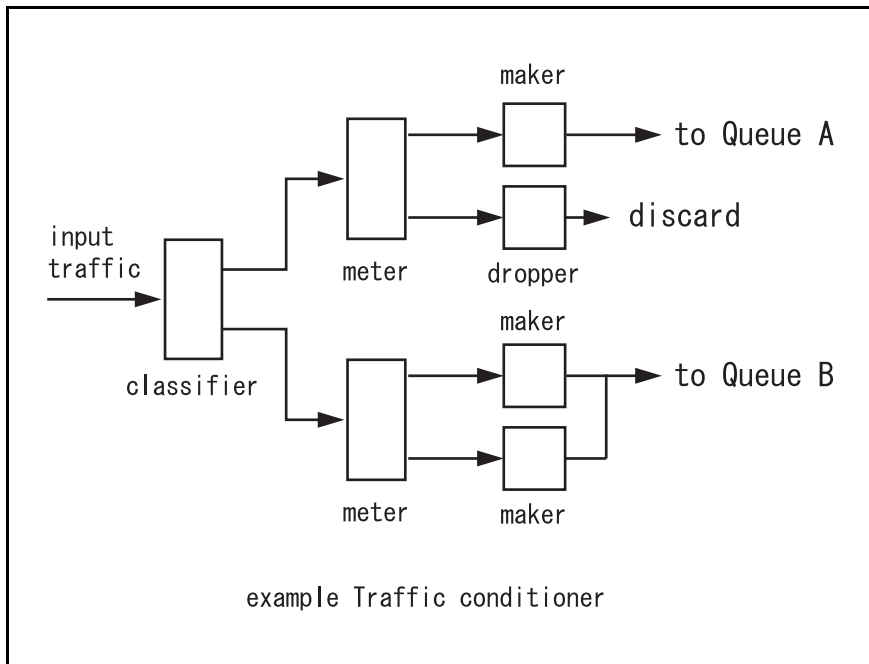 maker
to Queue A
discard
input
traffic
meter
dropper
maker
classifier
to Queue B
meter
maker
example Traffic conditioner